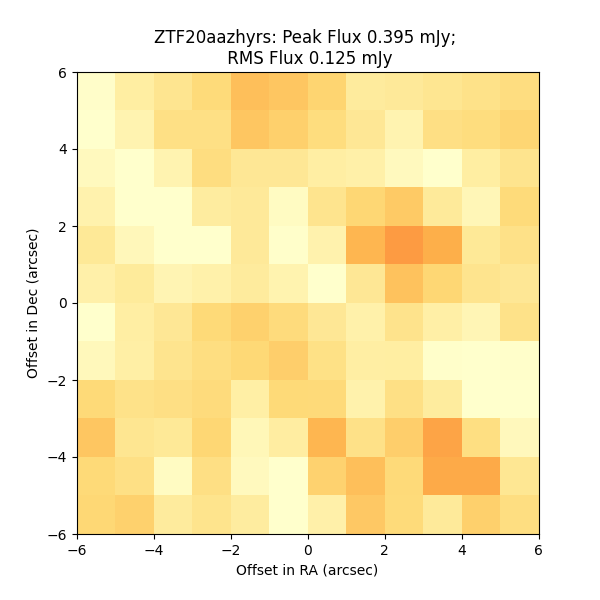 ZTF20aazhyrs: Peak Flux 0.395 mJy;
RMS Flux 0.125 mJy
6
4
2
0
−2
−4
−6
Offset in Dec (arcsec)
−6 −4 −2 0 2 4 6
Offset in RA (arcsec)